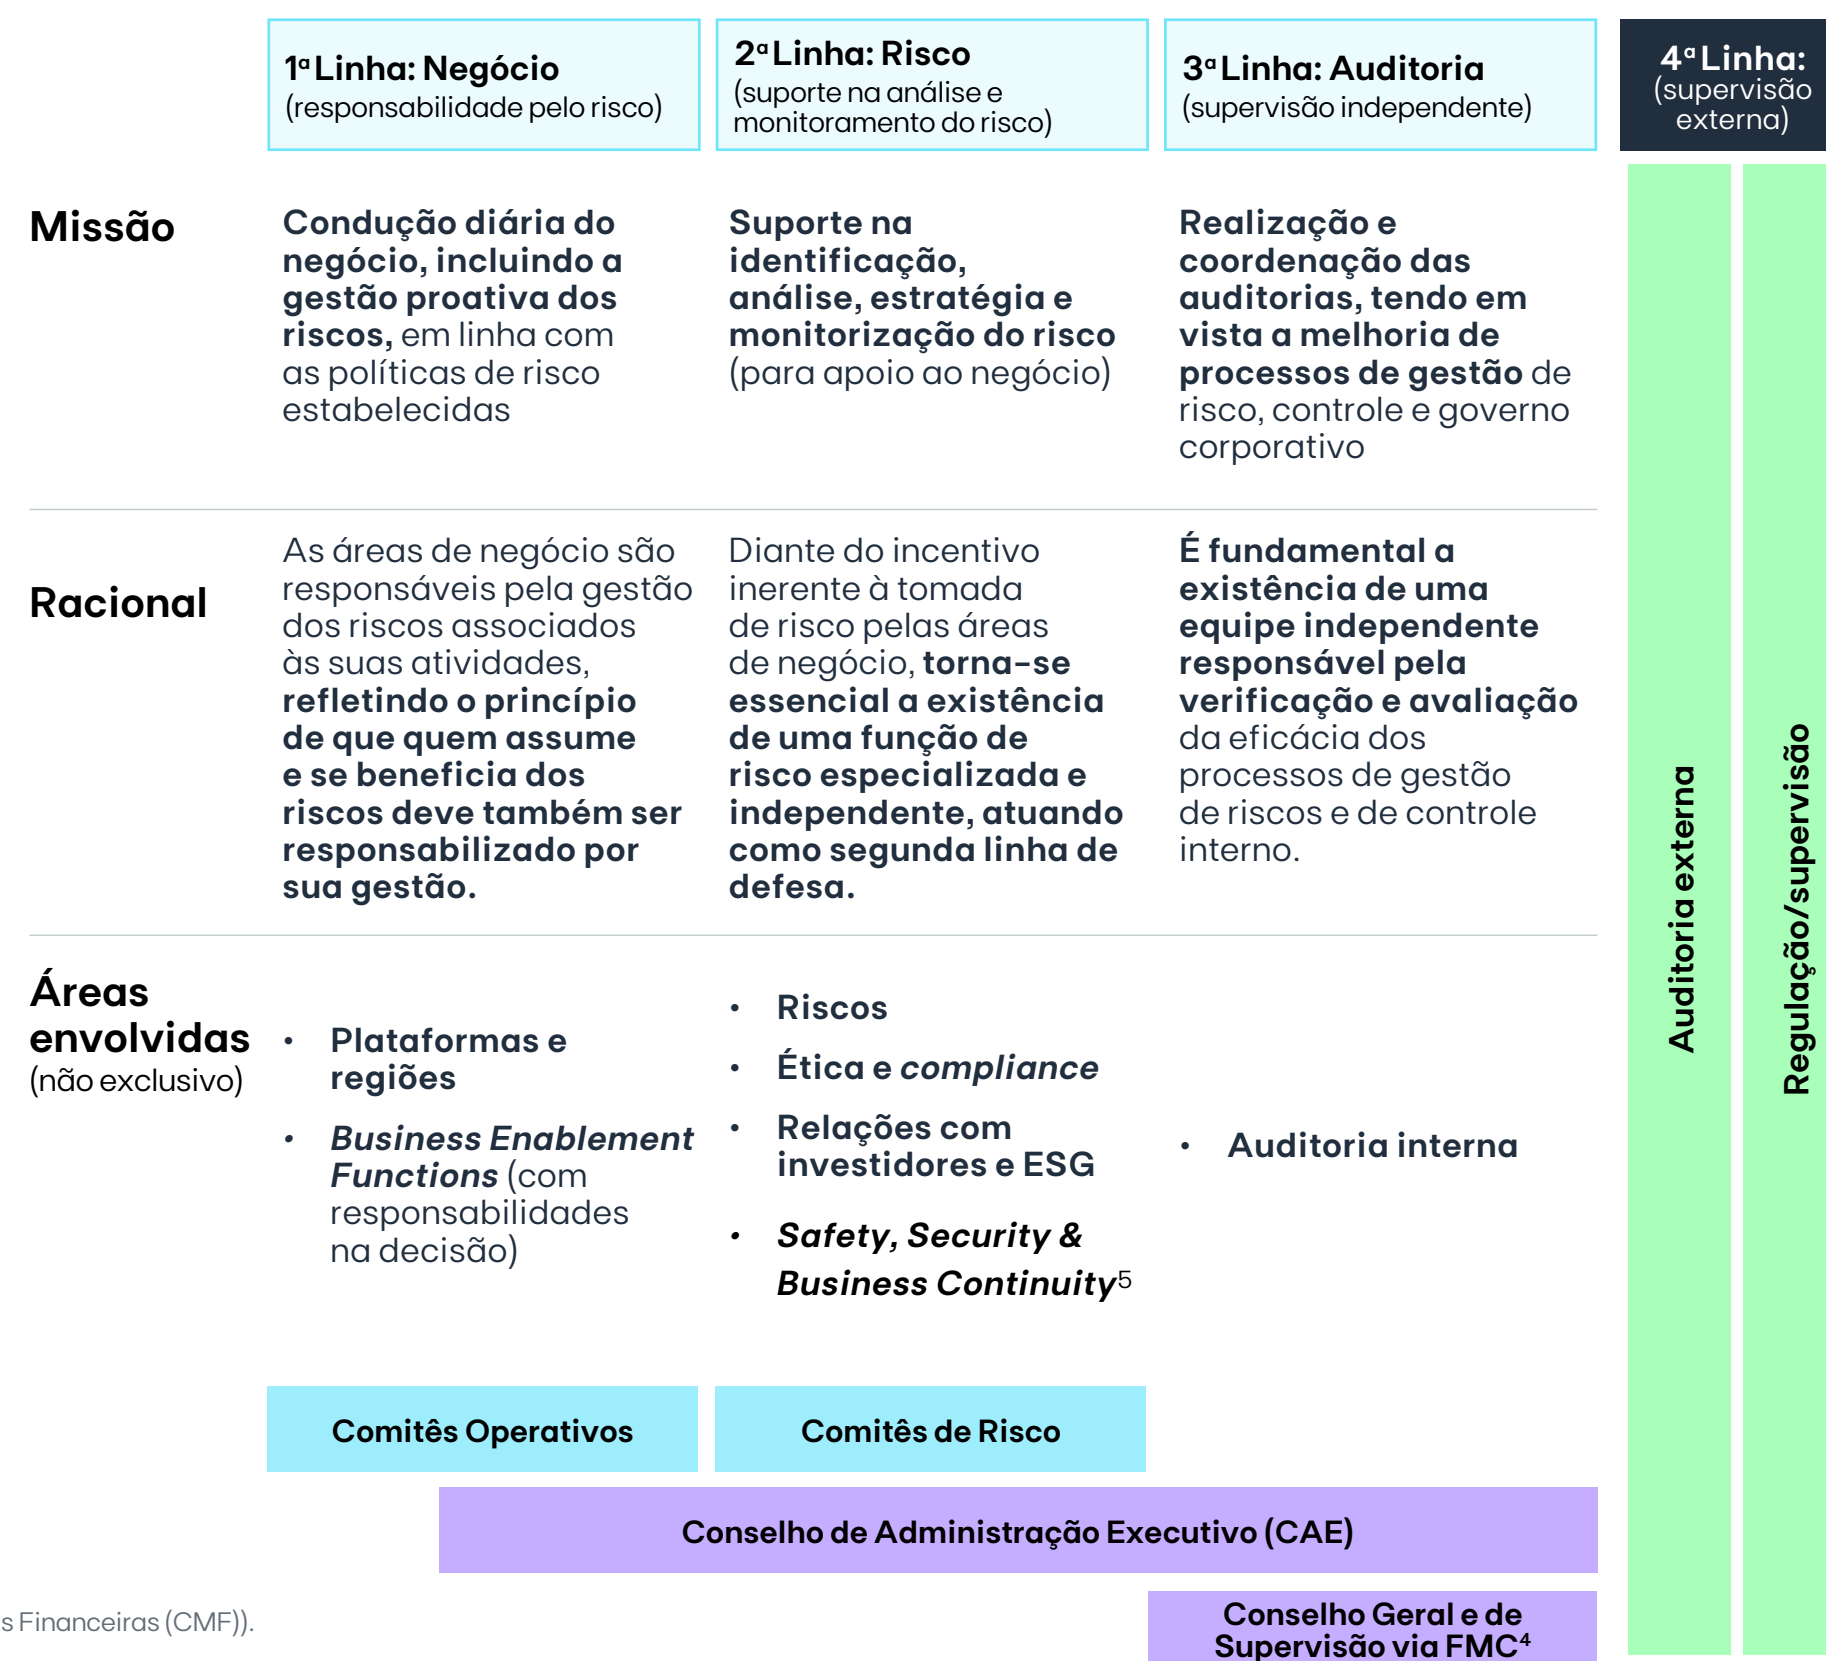 1ª Linha: Negócio
(responsabilidade pelo risco)
2ª Linha: Risco
(suporte na análise e
monitoramento do risco)
3ª Linha: Auditoria
(supervisão independente)
4ª Linha:
(supervisão
externa)
Missão
Condução diária do
negócio, incluindo a
gestão proativa dos
riscos, em linha com
as políticas de risco
estabelecidas
Suporte na
identificação,
análise, estratégia e
monitorização do risco
(para apoio ao negócio)
Realização e
coordenação das
auditorias, tendo em
vista a melhoria de
processos de gestão de
risco, controle e governo
corporativo
Racional
As áreas de negócio são
responsáveis pela gestão
dos riscos associados
às suas atividades,
refletindo o princípio
de que quem assume
e se beneficia dos
riscos deve também ser
responsabilizado por
sua gestão.
Diante do incentivo
inerente à tomada
de risco pelas áreas
de negócio, torna-se
essencial a existência
de uma função de
risco especializada e
independente, atuando
como segunda linha de
defesa.
É fundamental a
existência de uma
equipe independente
responsável pela
verificação e avaliação
da eficácia dos
processos de gestão
de riscos e de controle
interno.
Áreas
envolvidas
(não exclusivo)
• Plataformas e
regiões
• Business Enablement
Functions (com
responsabilidades
na decisão)
• Riscos
• Ética e compliance
• Relações com
investidores e ESG
• Safety, Security &
Business Continuity⁵
• Auditoria interna
Auditoria externa
Regulação/supervisão
Comitês Operativos
Comitês de Risco
Conselho de Administração Executivo (CAE)
Conselho Geral e de
Supervisão via FMC⁴
s Financeiras (CMF)).